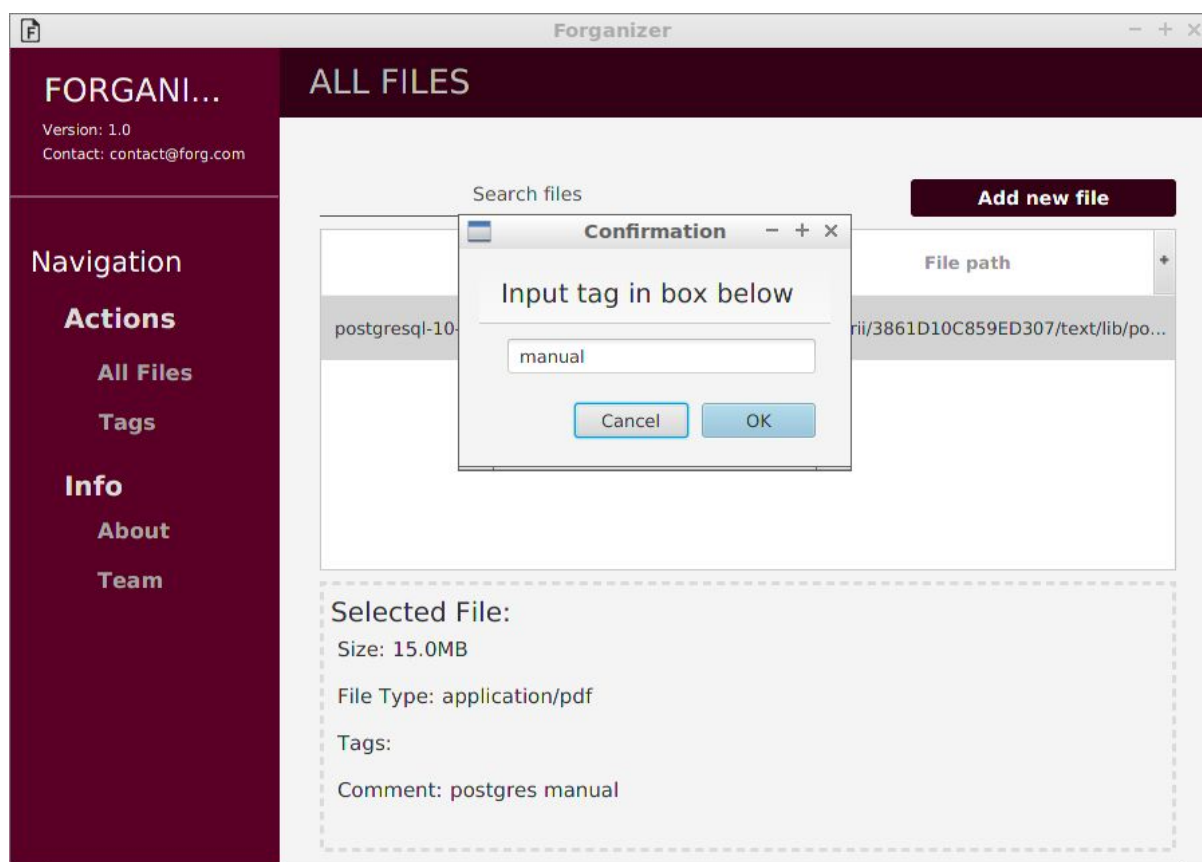 Forganizer
FORGANI...
Version: 1.0
Contact: contact@forg.com
Navigation
Actions
All Files
Tags
Info
About
Team
ALL FILES
Search files
Add new file
File path
+
postgresql-10-
rii/3861D10C859ED307/text/lib/po...
Confirmation
Input tag in box below
manual
Cancel
OK
Selected File:
Size: 15.0MB
File Type: application/pdf
Tags:
Comment: postgres manual